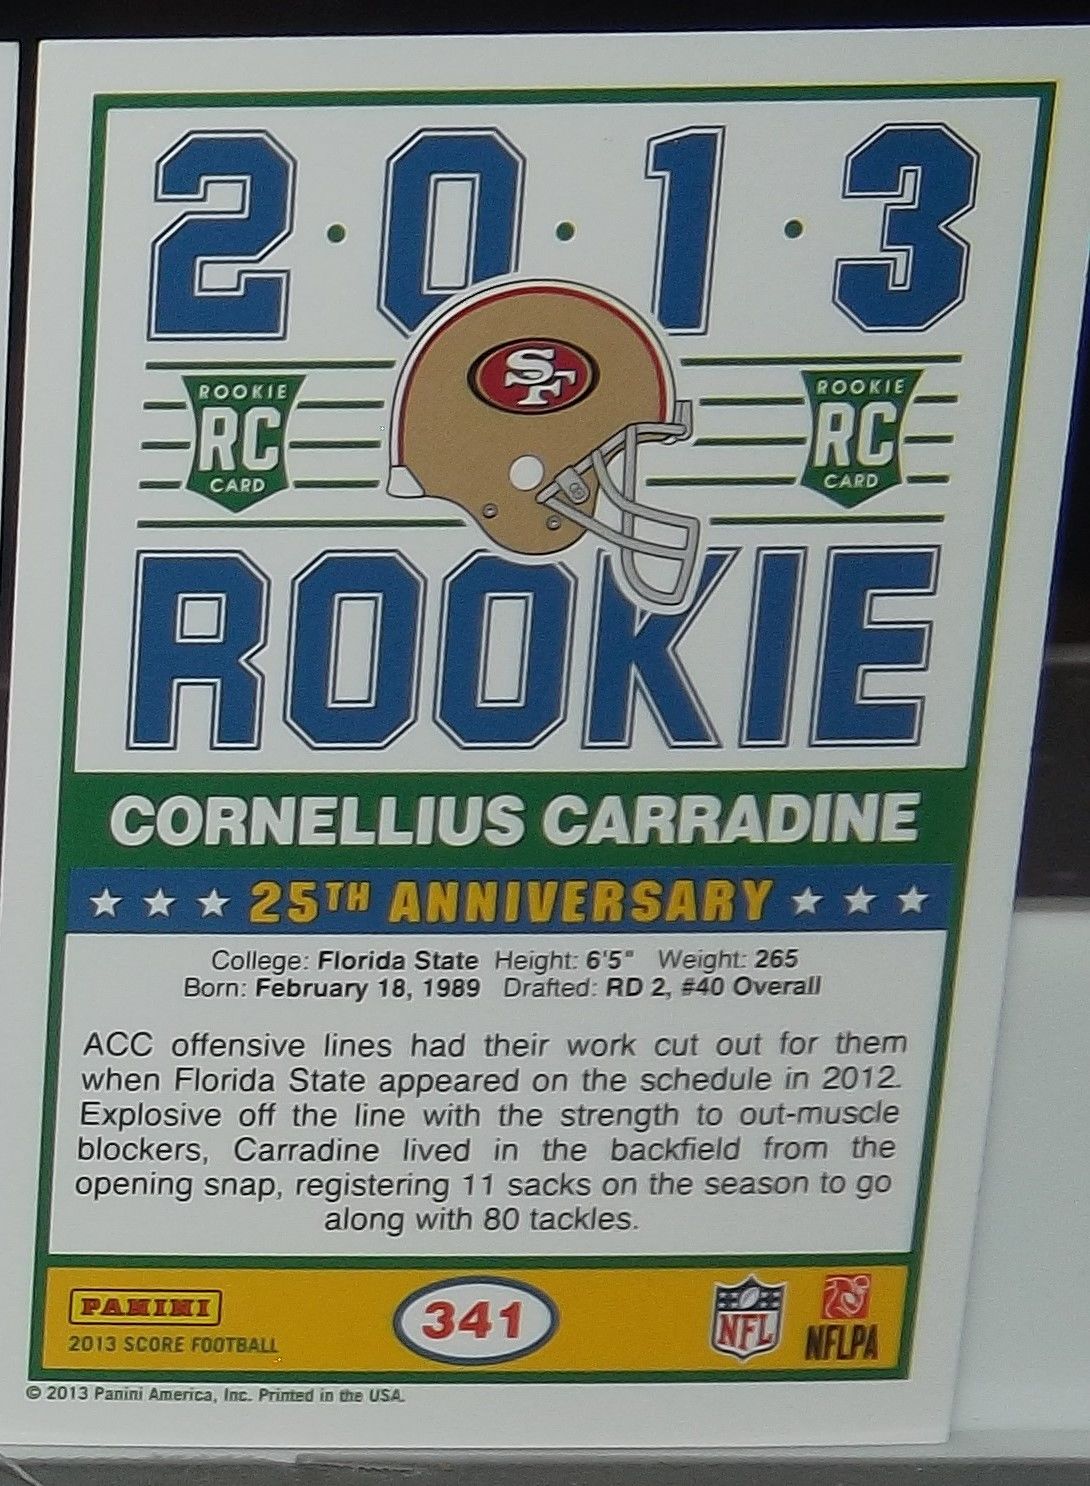 2·0·1·3
SF
ROOKIE RC CARD
ROOKIE RC CARD
ROOKIE
CORNELLIUS CARRADINE
★ ★ ★ 25TH ANNIVERSARY ★ ★ ★
College: Florida State Height: 6'5" Weight: 265
Born: February 18, 1989 Drafted: RD 2, #40 Overall
ACC offensive lines had their work cut out for them
when Florida State appeared on the schedule in 2012.
Explosive off the line with the strength to out-muscle
blockers, Carradine lived in the backfield from the
opening snap, registering 11 sacks on the season to go
along with 80 tackles.
PANINI
2013 SCORE FOOTBALL
341
NFL
NFLPA
© 2013 Panini America, Inc. Printed in the USA.